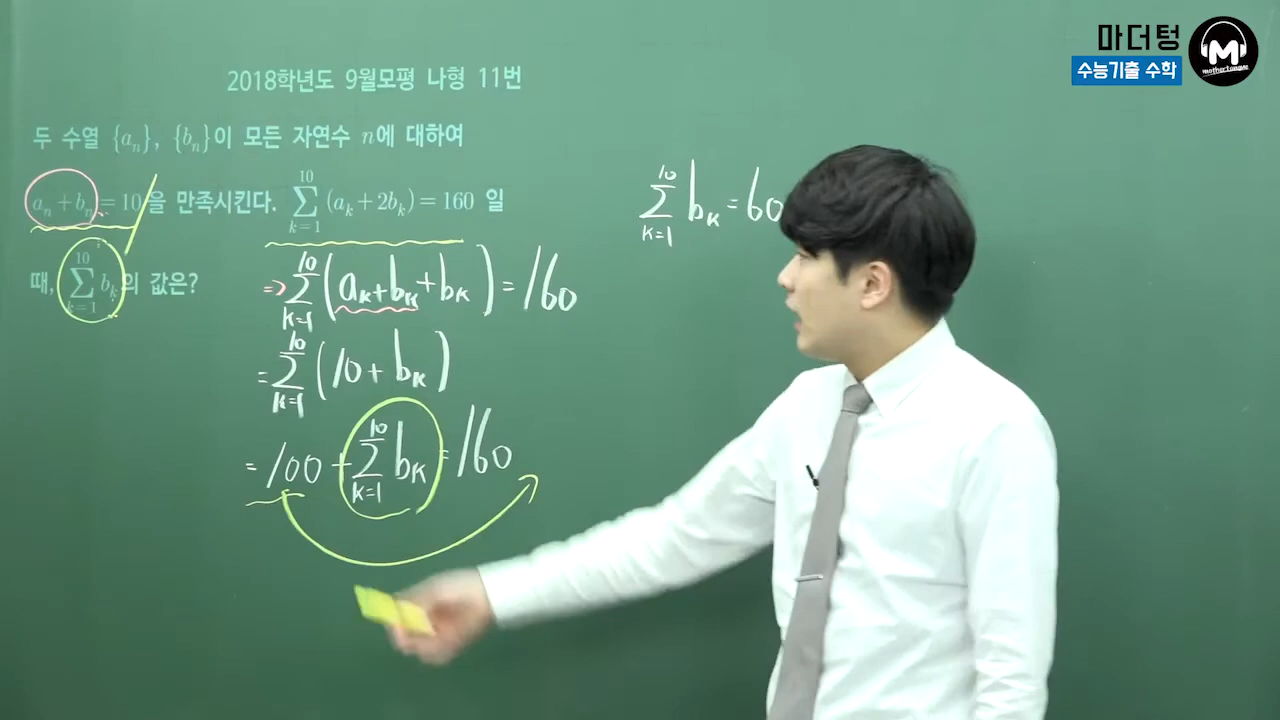 마더텅
수능기출 수학
M
mothertongue
2018학년도 9월모평 나형 11번
두 수열 {aₙ}, {bₙ}이 모든 자연수 n에 대하여
aₙ+bₙ=10을 만족시킨다. ∑_{k=1}^{10} (aₖ+2bₖ)=160 일
때, ∑_{k=1}^{10} bₖ의 값은?
⇒ ∑_{k=1}^{10} (aₖ+bₖ+bₖ)=160
=∑_{k=1}^{10} (10+bₖ)
=100+∑_{k=1}^{10} bₖ=160
∑_{k=1}^{10} bₖ=60